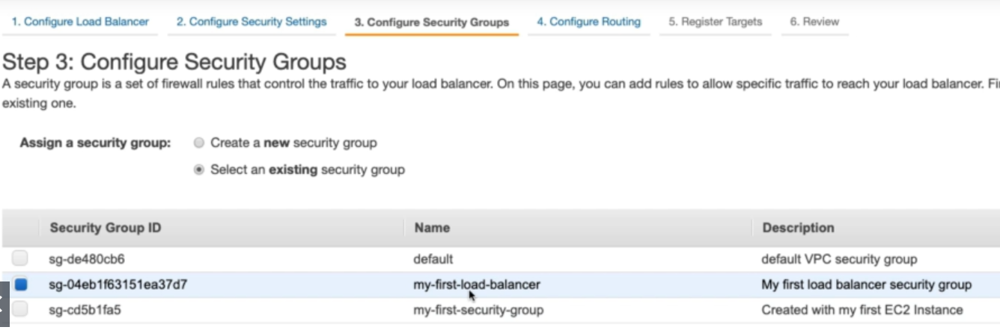 1. Configure Load Balancer 2. Configure Security Settings 3. Configure Security Groups 4. Configure Routing 5. Register Targets 6. Review
Step 3: Configure Security Groups
A security group is a set of firewall rules that control the traffic to your load balancer. On this page, you can add rules to allow specific traffic to reach your load balancer.
existing one.
Assign a security group: Create a new security group
Select an existing security group
Security Group ID Name Description
sg-de480cb6 default default VPC security group
sg-04eb1f63151ea37d7 my-first-load-balancer My first load balancer security group
sg-cd5b1fa5 my-first-security-group Created with my first EC2 Instance